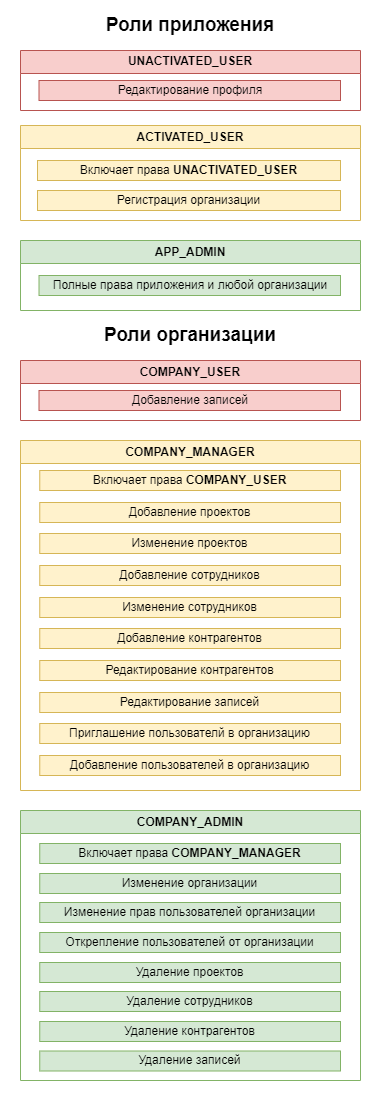 Роли приложения
UNACTIVATED_USER
Редактирование профиля
ACTIVATED_USER
Включает права UNACTIVATED_USER
Регистрация организации
APP_ADMIN
Полные права приложения и любой организации
Роли организации
COMPANY_USER
Добавление записей
COMPANY_MANAGER
Включает права COMPANY_USER
Добавление проектов
Изменение проектов
Добавление сотрудников
Изменение сотрудников
Добавление контрагентов
Редактирование контрагентов
Редактирование записей
Приглашение пользователй в организацию
Добавление пользователей в организацию
COMPANY_ADMIN
Включает права COMPANY_MANAGER
Изменение организации
Изменение прав пользователей организации
Открепление пользователей от организации
Удаление проектов
Удаление сотрудников
Удаление контрагентов
Удаление записей